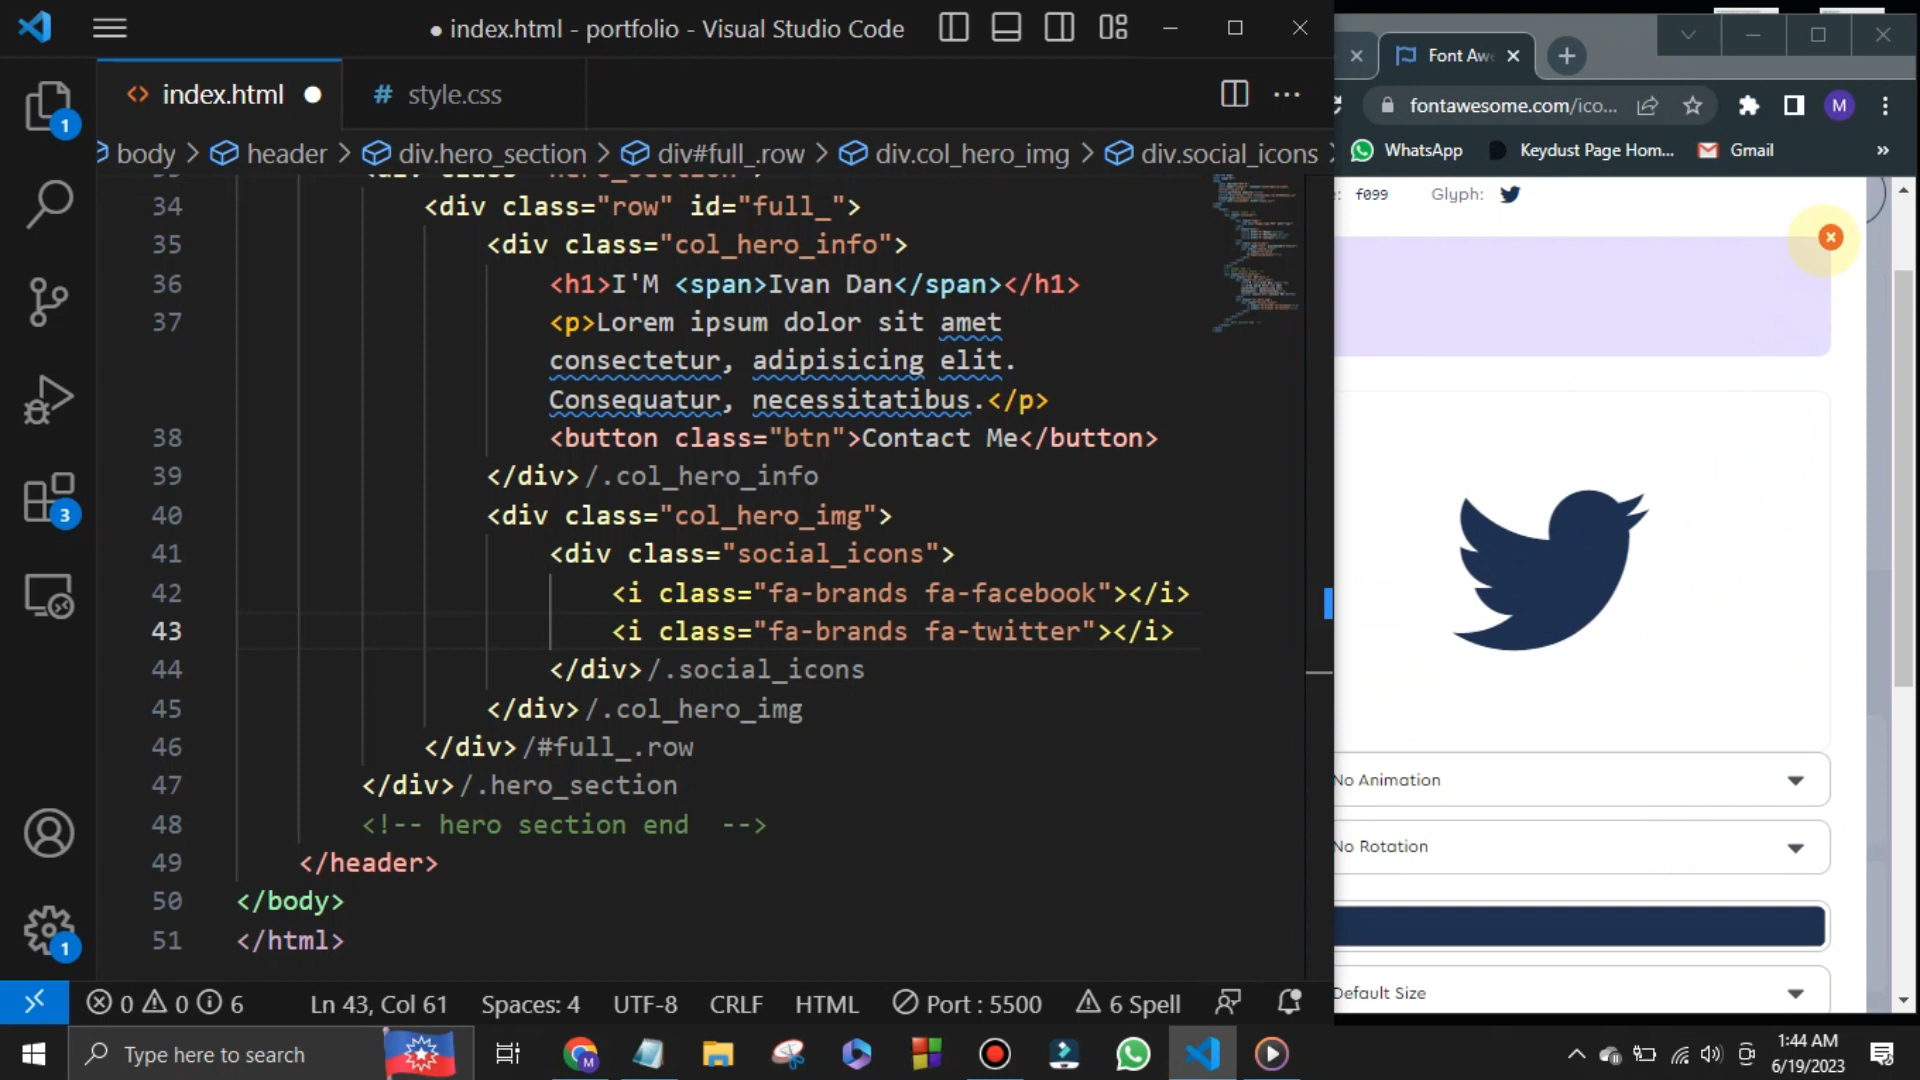 ● index.html - portfolio - Visual Studio Code
index.html
# style.css
body > header > div.hero_section > div#full_.row > div.col_hero_img > div.social_icons
34 <div class="row" id="full_">
35 <div class="col_hero_info">
36 <h1>I'M <span>Ivan Dan</span></h1>
37 <p>Lorem ipsum dolor sit amet
consectetur, adipisicing elit.
Consequatur, necessitatibus.</p>
38 <button class="btn">Contact Me</button>
39 </div>/.col_hero_info
40 <div class="col_hero_img">
41 <div class="social_icons">
42 <i class="fa-brands fa-facebook"></i>
43 <i class="fa-brands fa-twitter"></i>
44 </div>/.social_icons
45 </div>/.col_hero_img
46 </div>/#full_.row
47 </div>/.hero_section
48 <!-- hero section end -->
49 </header>
50 </body>
51 </html>
1
3
1
0 0 6 Ln 43, Col 61 Spaces: 4 UTF-8 CRLF HTML Port : 5500 6 Spell
Font Aw
fontawesome.com/ico...
M
WhatsApp Keydust Page Hom... Gmail »
f099 Glyph:
No Animation
No Rotation
Default Size
Type here to search
1:44 AM
6/19/2023